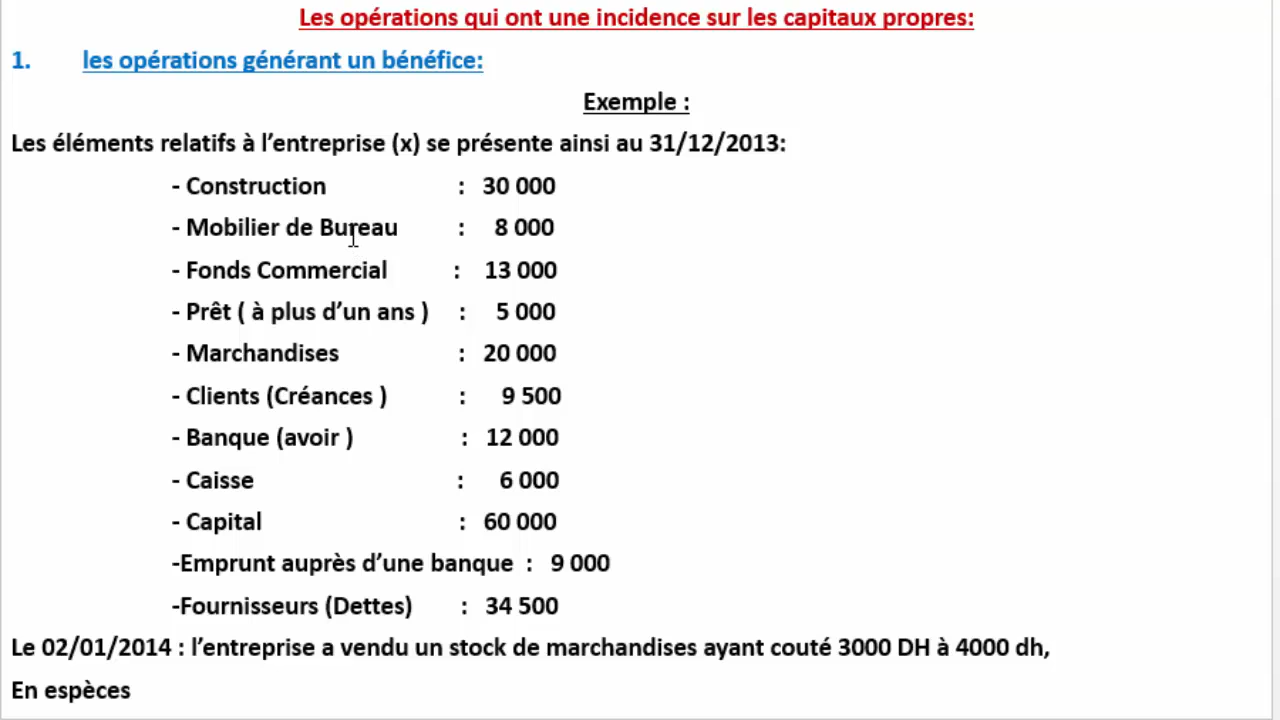 Les opérations qui ont une incidence sur les capitaux propres:
1. les opérations générant un bénéfice:
Exemple :
Les éléments relatifs à l’entreprise (x) se présente ainsi au 31/12/2013:
- Construction : 30 000
- Mobilier de Bureau : 8 000
- Fonds Commercial : 13 000
- Prêt ( à plus d’un ans ) : 5 000
- Marchandises : 20 000
- Clients (Créances ) : 9 500
- Banque (avoir ) : 12 000
- Caisse : 6 000
- Capital : 60 000
-Emprunt auprès d’une banque : 9 000
-Fournisseurs (Dettes) : 34 500
Le 02/01/2014 : l’entreprise a vendu un stock de marchandises ayant couté 3000 DH à 4000 dh,
En espèces